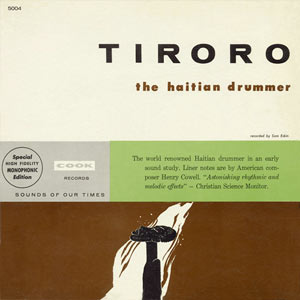 5004
TIRORO
the haitian drummer
recorded by Sam Eskin
Special
HIGH FIDELITY
MONOPHONIC
Edition
COOK
RECORDS
SOUNDS OF OUR TIMES
The world renowned Haitian drummer is an early
sound study. Liner notes are by American com-
poser Henry Cowell. "Astonishing rhythmic and
melodic effects" – Christian Science Monitor.